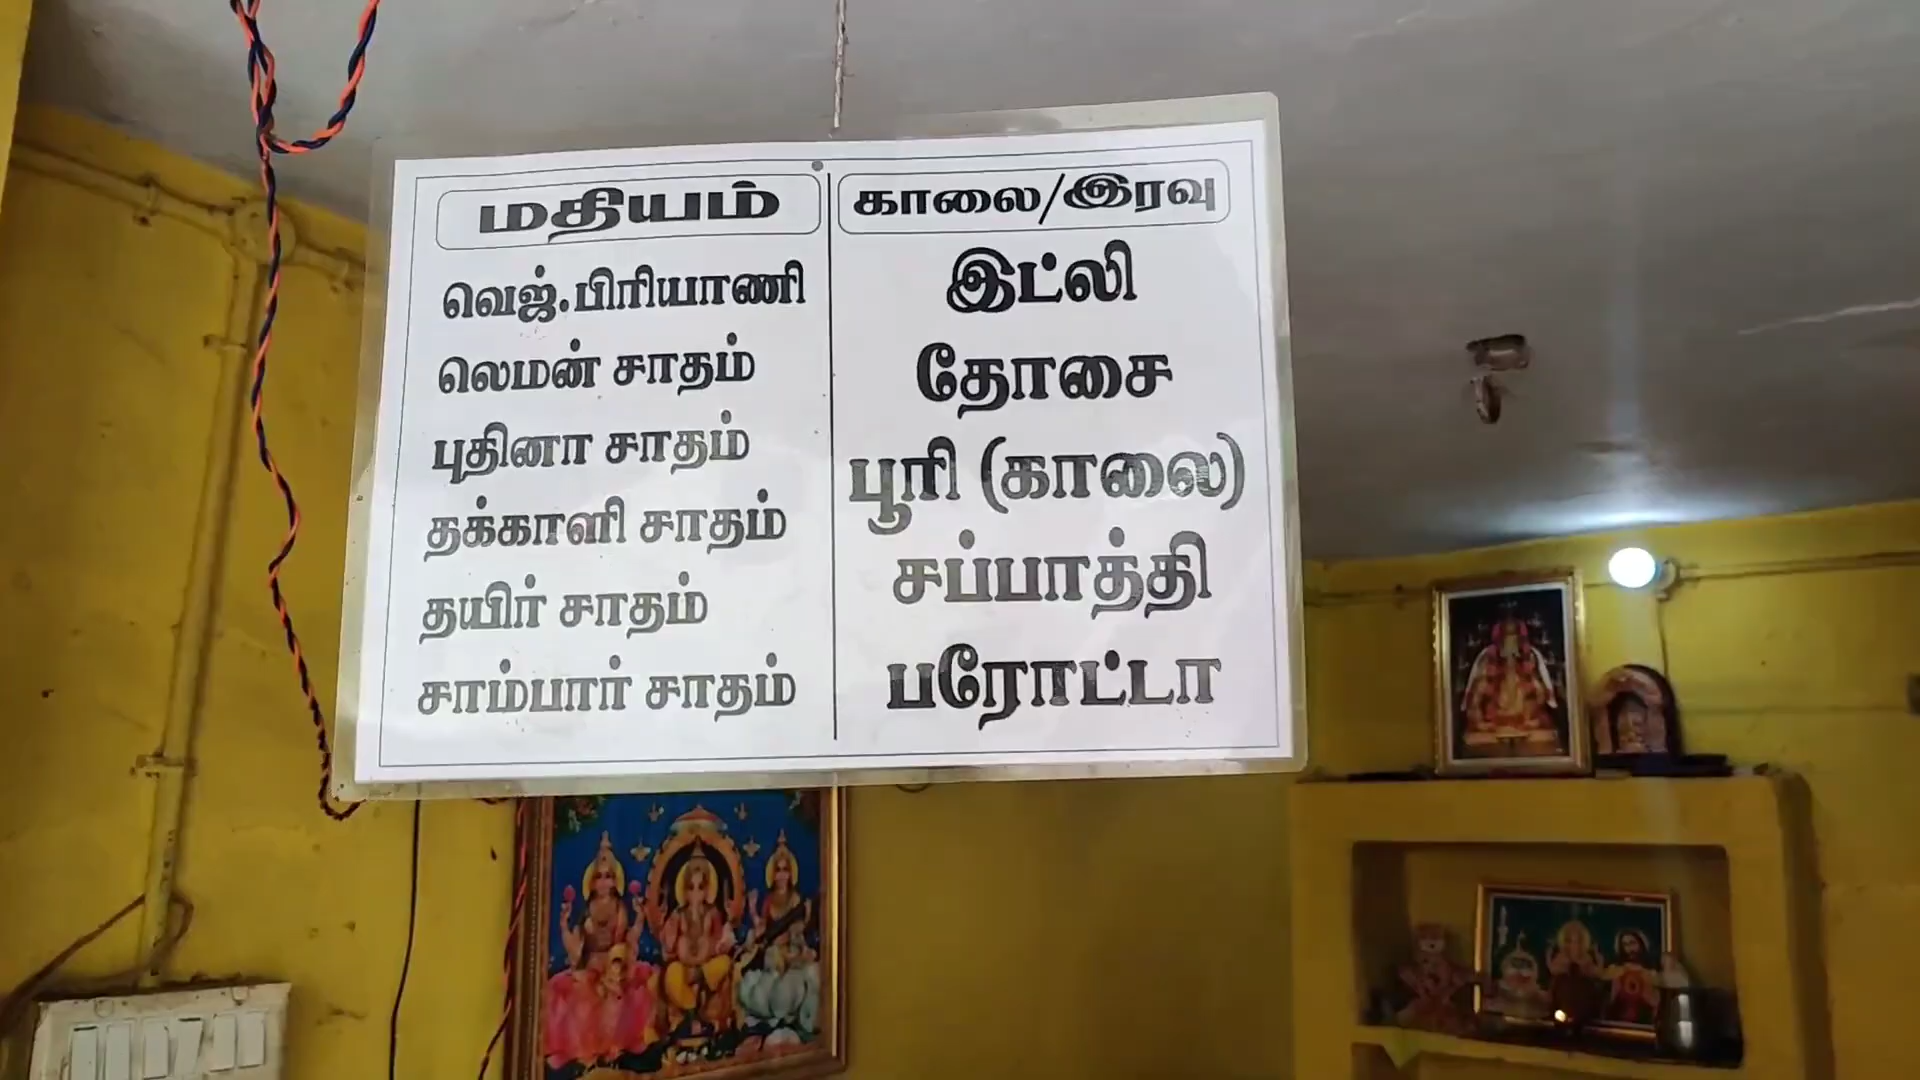 மதியம்
வெஜ்.பிரியாணி
லெமன் சாதம்
புதினா சாதம்
தக்காளி சாதம்
தயிர் சாதம்
சாம்பார் சாதம்
காலை/இரவு
இட்லி
தோசை
பூரி (காலை)
சப்பாத்தி
பரோட்டா